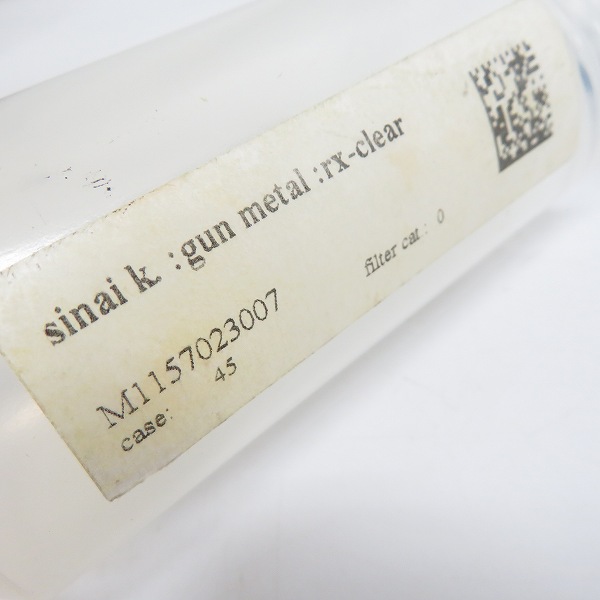 sinai k. :gun metal :rx-clear
M1157023007 filter cat.: 0
case: 45